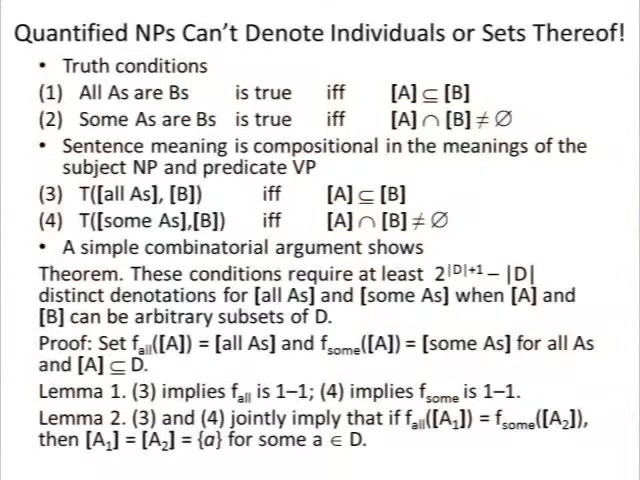 Quantified NPs Can't Denote Individuals or Sets Thereof!
• Truth conditions
(1) All As are Bs is true iff [A] ⊆ [B]
(2) Some As are Bs is true iff [A] ∩ [B] ≠ ∅
• Sentence meaning is compositional in the meanings of the
subject NP and predicate VP
(3) T([all As], [B]) iff [A] ⊆ [B]
(4) T([some As],[B]) iff [A] ∩ [B] ≠ ∅
• A simple combinatorial argument shows
Theorem. These conditions require at least 2^|D|+1 – |D|
distinct denotations for [all As] and [some As] when [A] and
[B] can be arbitrary subsets of D.
Proof: Set f_all([A]) = [all As] and f_some([A]) = [some As] for all As
and [A] ⊆ D.
Lemma 1. (3) implies f_all is 1–1; (4) implies f_some is 1–1.
Lemma 2. (3) and (4) jointly imply that if f_all([A₁]) = f_some([A₂]),
then [A₁] = [A₂] = {a} for some a ∈ D.